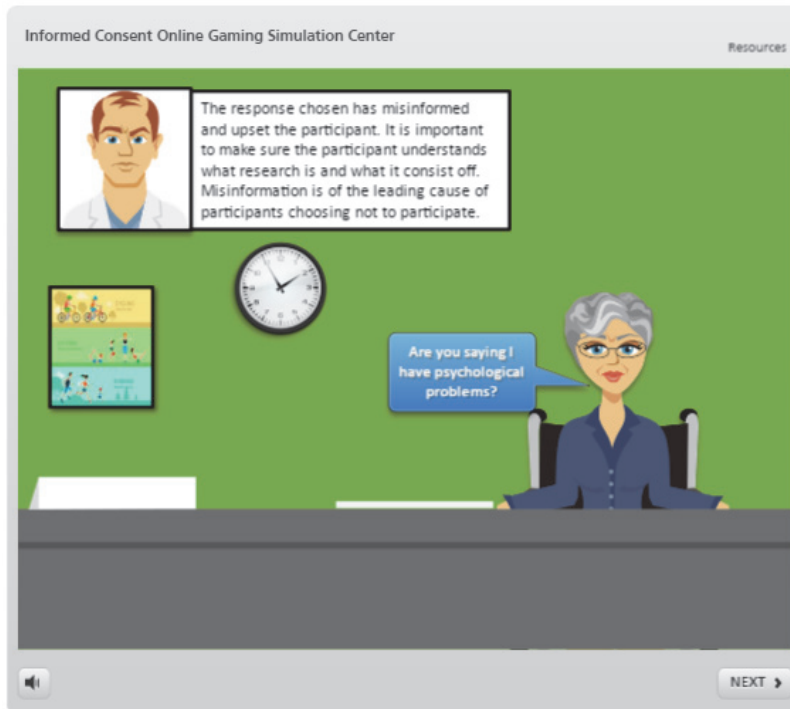 Informed Consent Online Gaming Simulation Center
Resources
The response chosen has misinformed
and upset the participant. It is important
to make sure the participant understands
what research is and what it consist off.
Misinformation is of the leading cause of
participants choosing not to participate.
Are you saying I
have psychological
problems?
NEXT